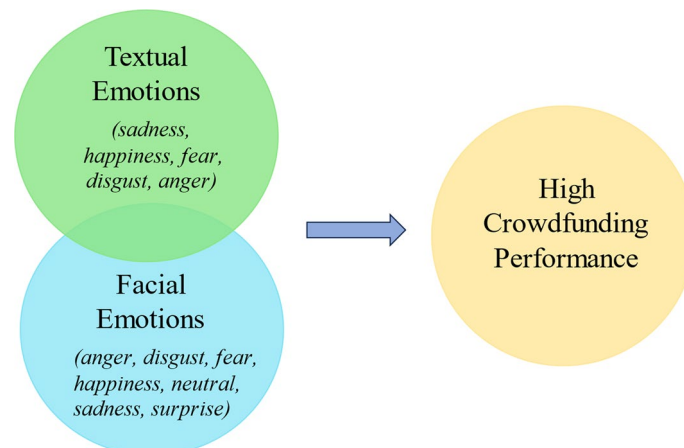 Textual
Emotions
(sadness,
happiness, fear,
disgust, anger)
Facial
Emotions
(anger, disgust, fear,
happiness, neutral,
sadness, surprise)
High
Crowdfunding
Performance